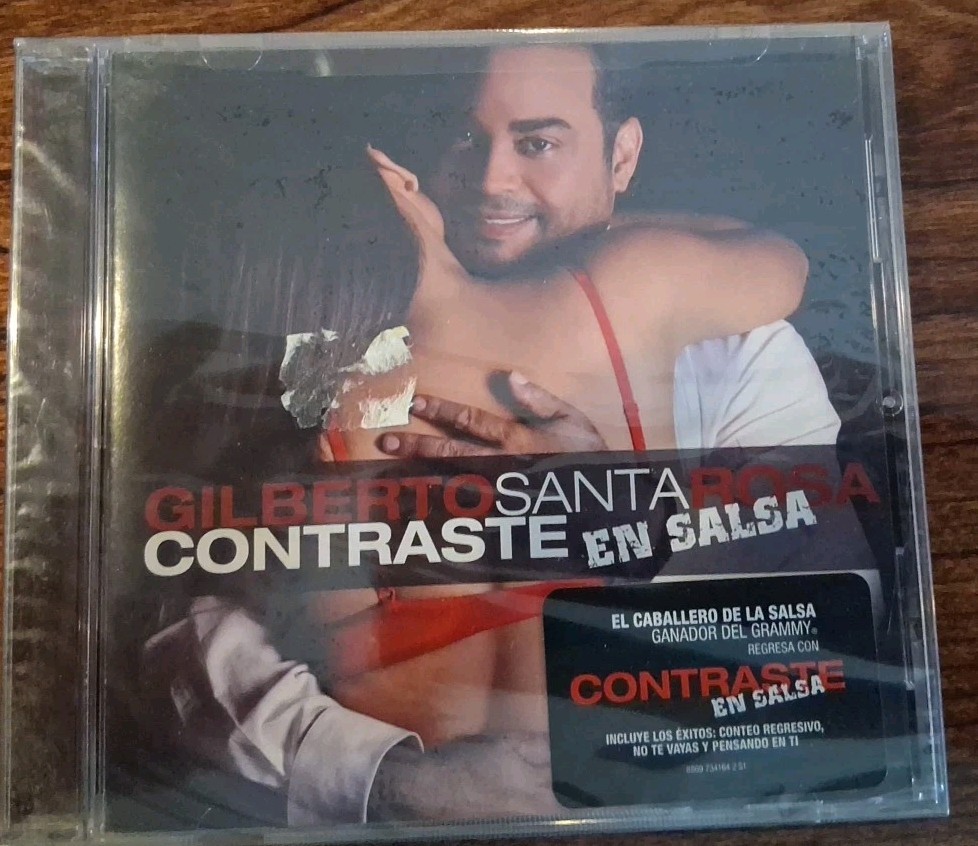 GILBERTO SANTA ROSA
CONTRASTE EN SALSA
EL CABALLERO DE LA SALSA
GANADOR DEL GRAMMY®
REGRESA CON
CONTRASTE
EN SALSA
INCLUYE LOS ÉXITOS: CONTEO REGRESIVO,
NO TE VAYAS Y PENSANDO EN TI